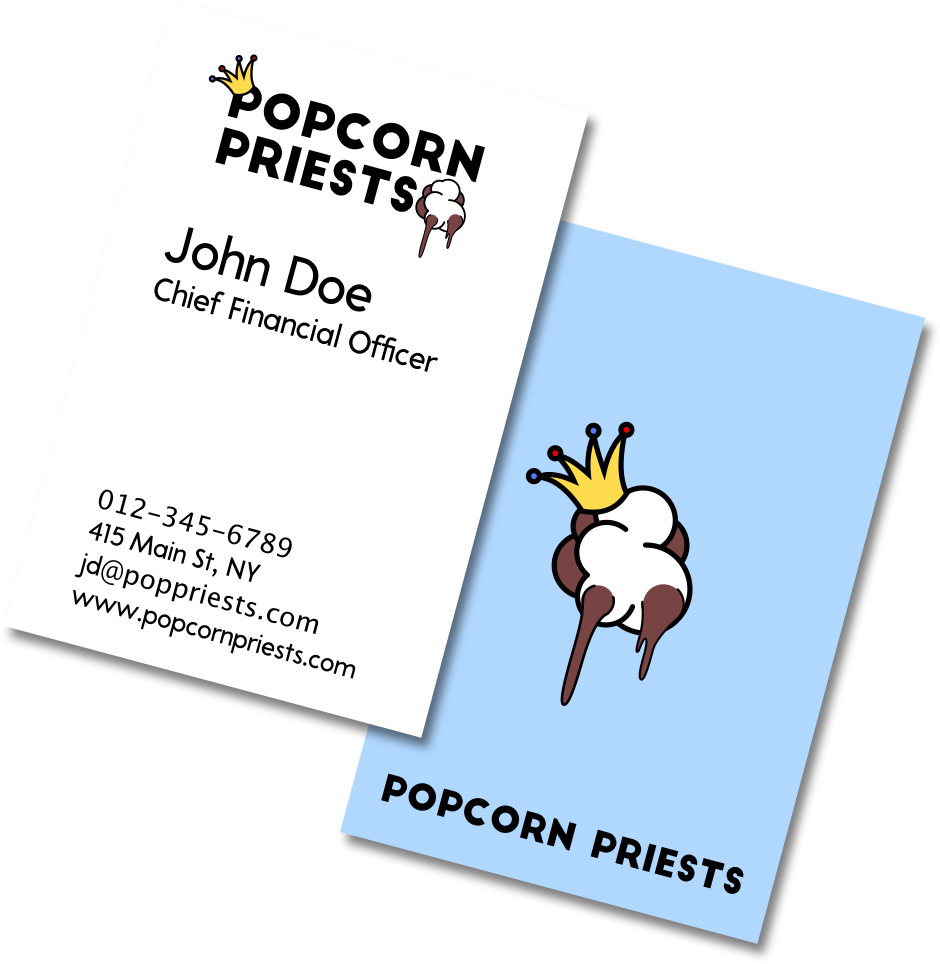 POPCORN
PRIESTS
John Doe
Chief Financial Officer
012-345-6789
415 Main St, NY
jd@poppriests.com
www.popcornpriests.com
POPCORN PRIESTS